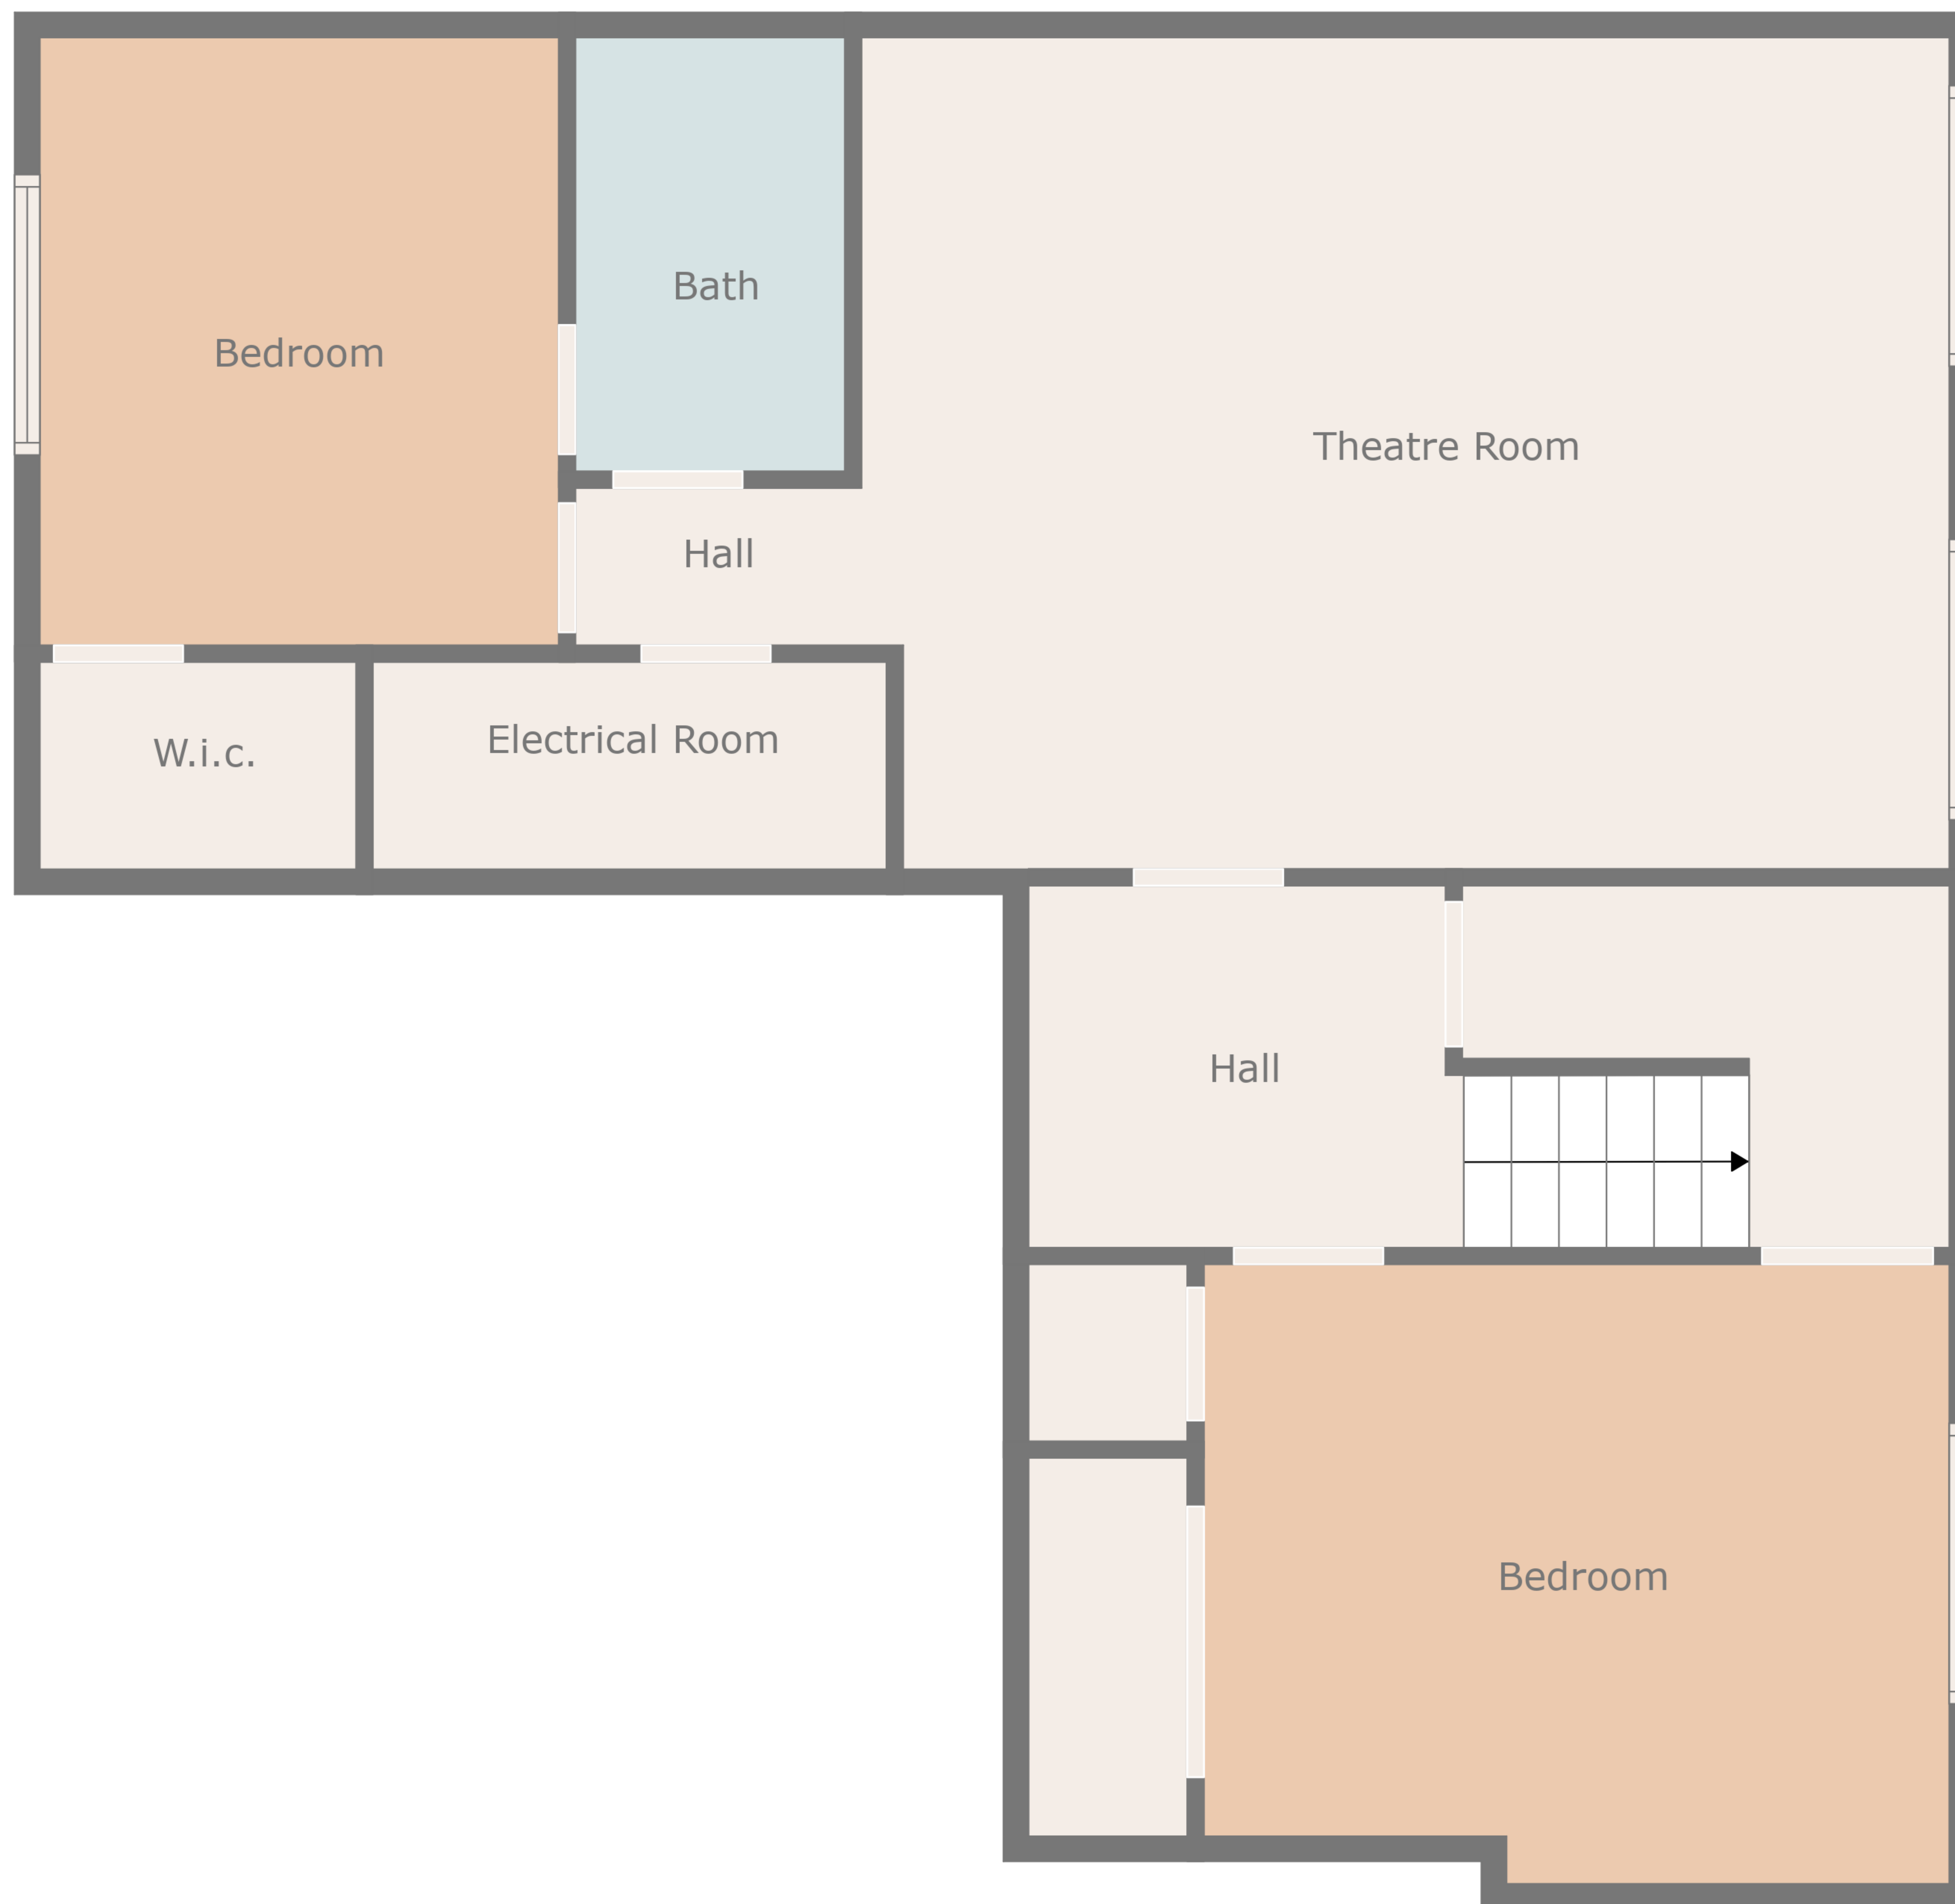 Bath
Bedroom
Theatre Room
Hall
Electrical Room
W.i.c.
Hall
Bedroom